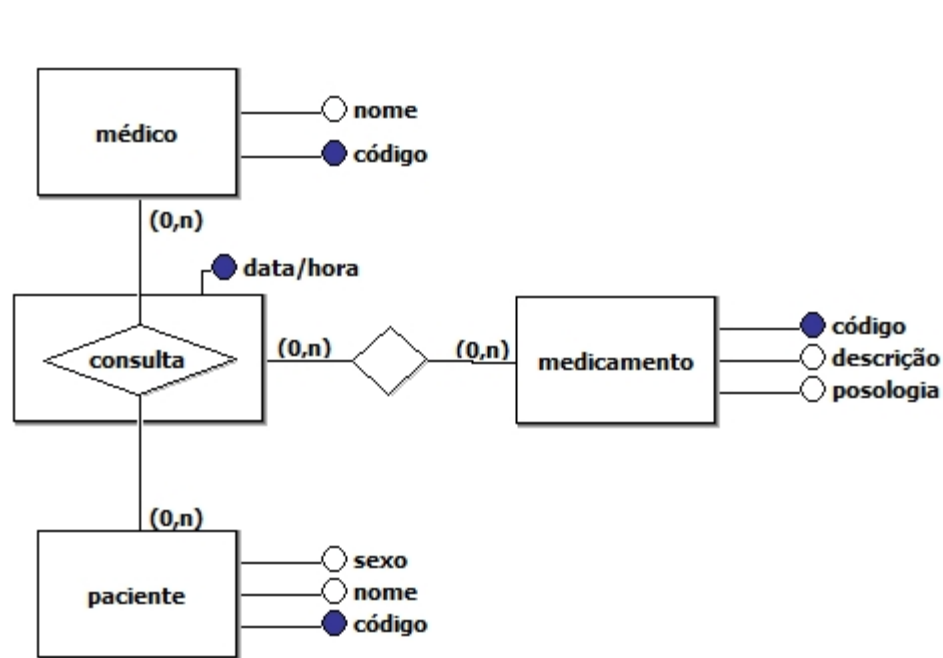 nome
médico
código
(0,n)
data/hora
consulta
(0,n)
(0,n)
medicamento
código
descrição
posologia
(0,n)
paciente
sexo
nome
código